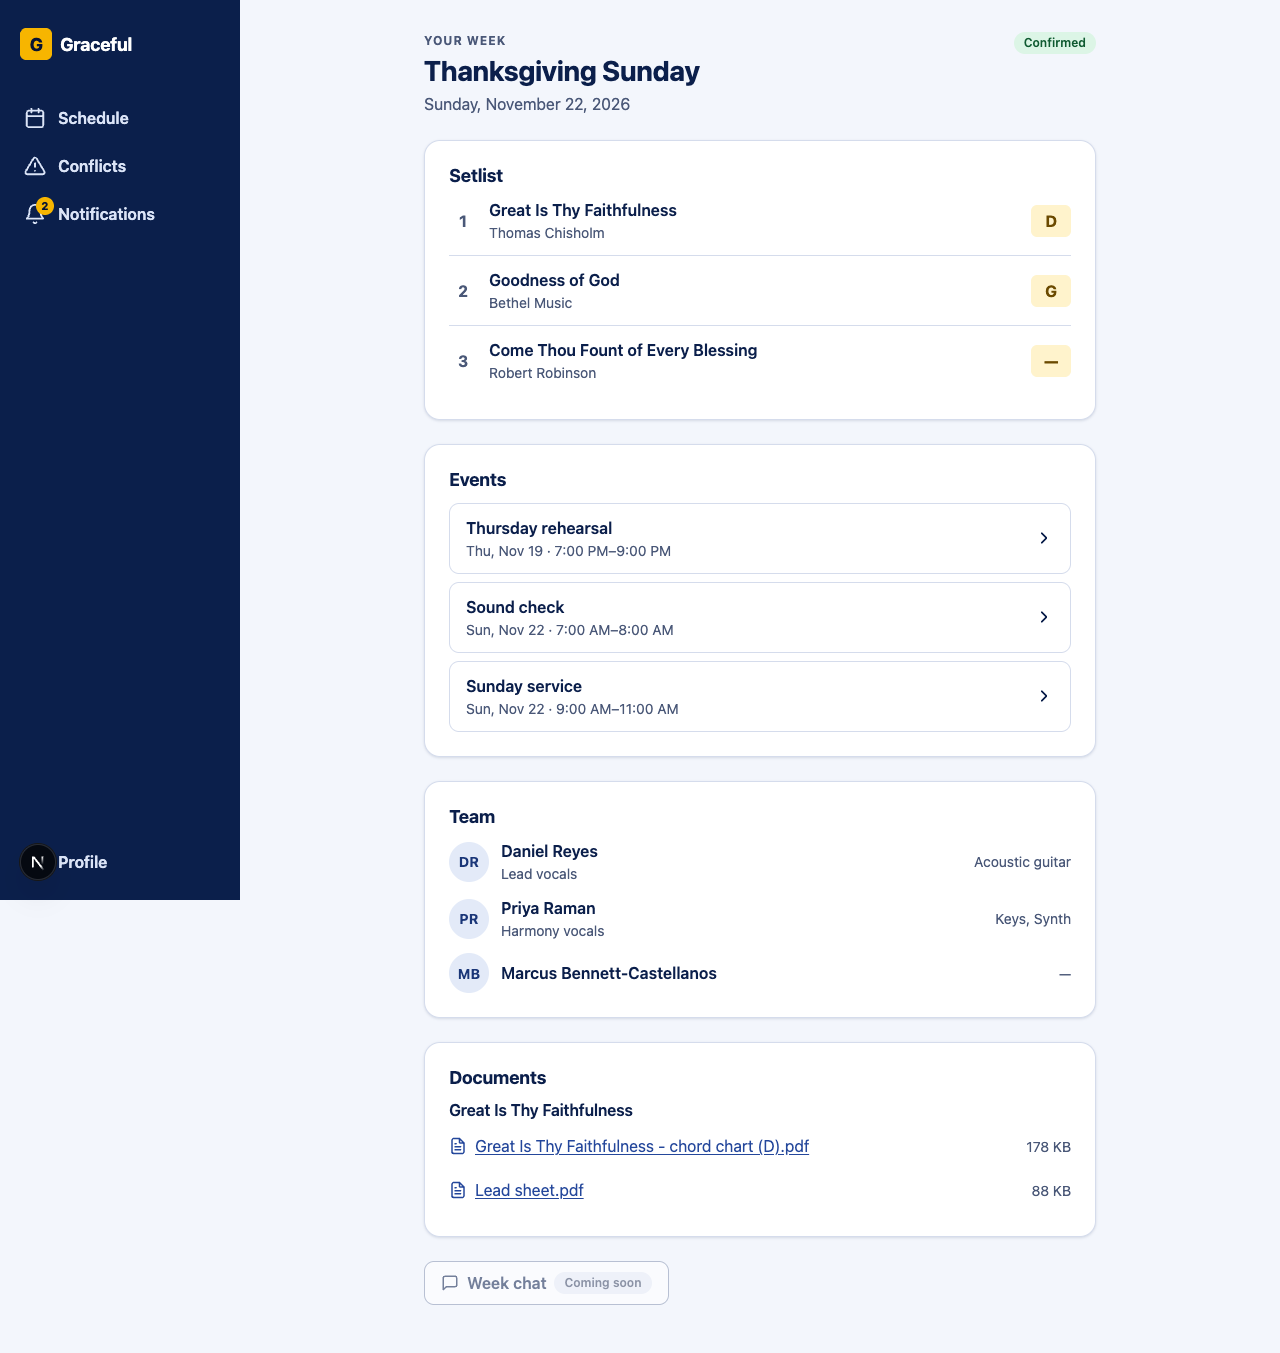 G Graceful
Schedule
Conflicts
2
Notifications
N Profile
YOUR WEEK
Confirmed
Thanksgiving Sunday
Sunday, November 22, 2026
Setlist
1 Great Is Thy Faithfulness D
Thomas Chisholm
2 Goodness of God G
Bethel Music
3 Come Thou Fount of Every Blessing —
Robert Robinson
Events
Thursday rehearsal
Thu, Nov 19 · 7:00 PM–9:00 PM
Sound check
Sun, Nov 22 · 7:00 AM–8:00 AM
Sunday service
Sun, Nov 22 · 9:00 AM–11:00 AM
Team
DR Daniel Reyes Acoustic guitar
Lead vocals
PR Priya Raman Keys, Synth
Harmony vocals
MB Marcus Bennett-Castellanos —
Documents
Great Is Thy Faithfulness
Great Is Thy Faithfulness - chord chart (D).pdf 178 KB
Lead sheet.pdf 88 KB
Week chat Coming soon